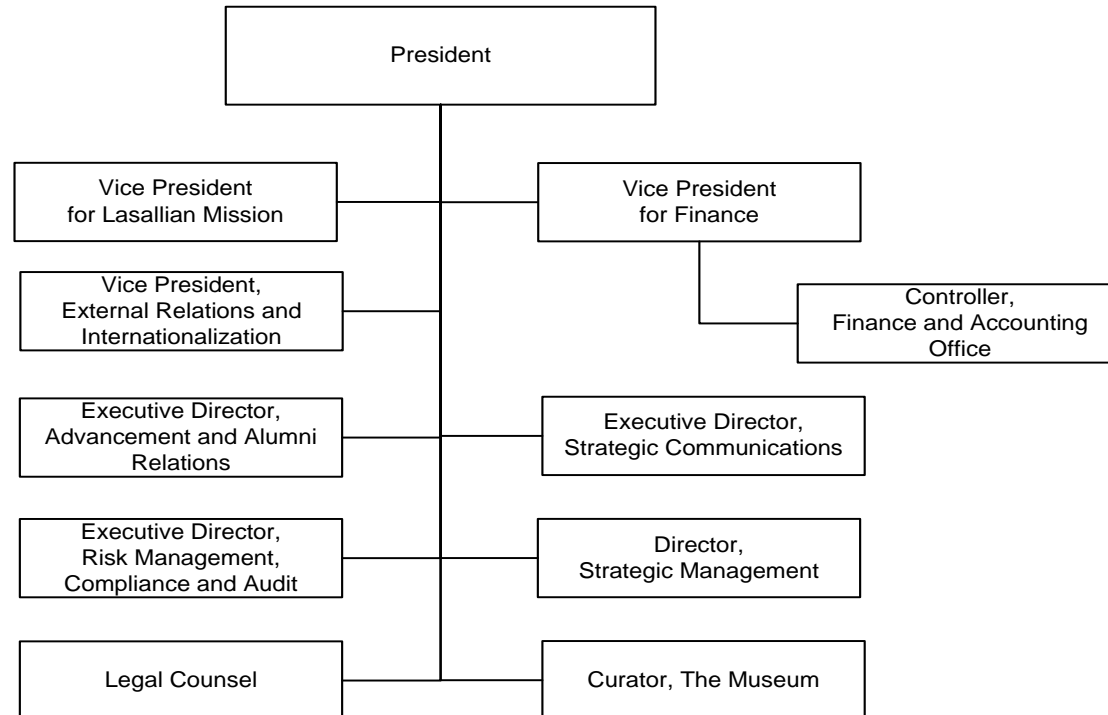 President
Vice President
for Lasallian Mission
Vice President
for Finance
Vice President,
External Relations and
Internationalization
Controller,
Finance and Accounting
Office
Executive Director,
Advancement and Alumni
Relations
Executive Director,
Strategic Communications
Executive Director,
Risk Management,
Compliance and Audit
Director,
Strategic Management
Legal Counsel
Curator, The Museum